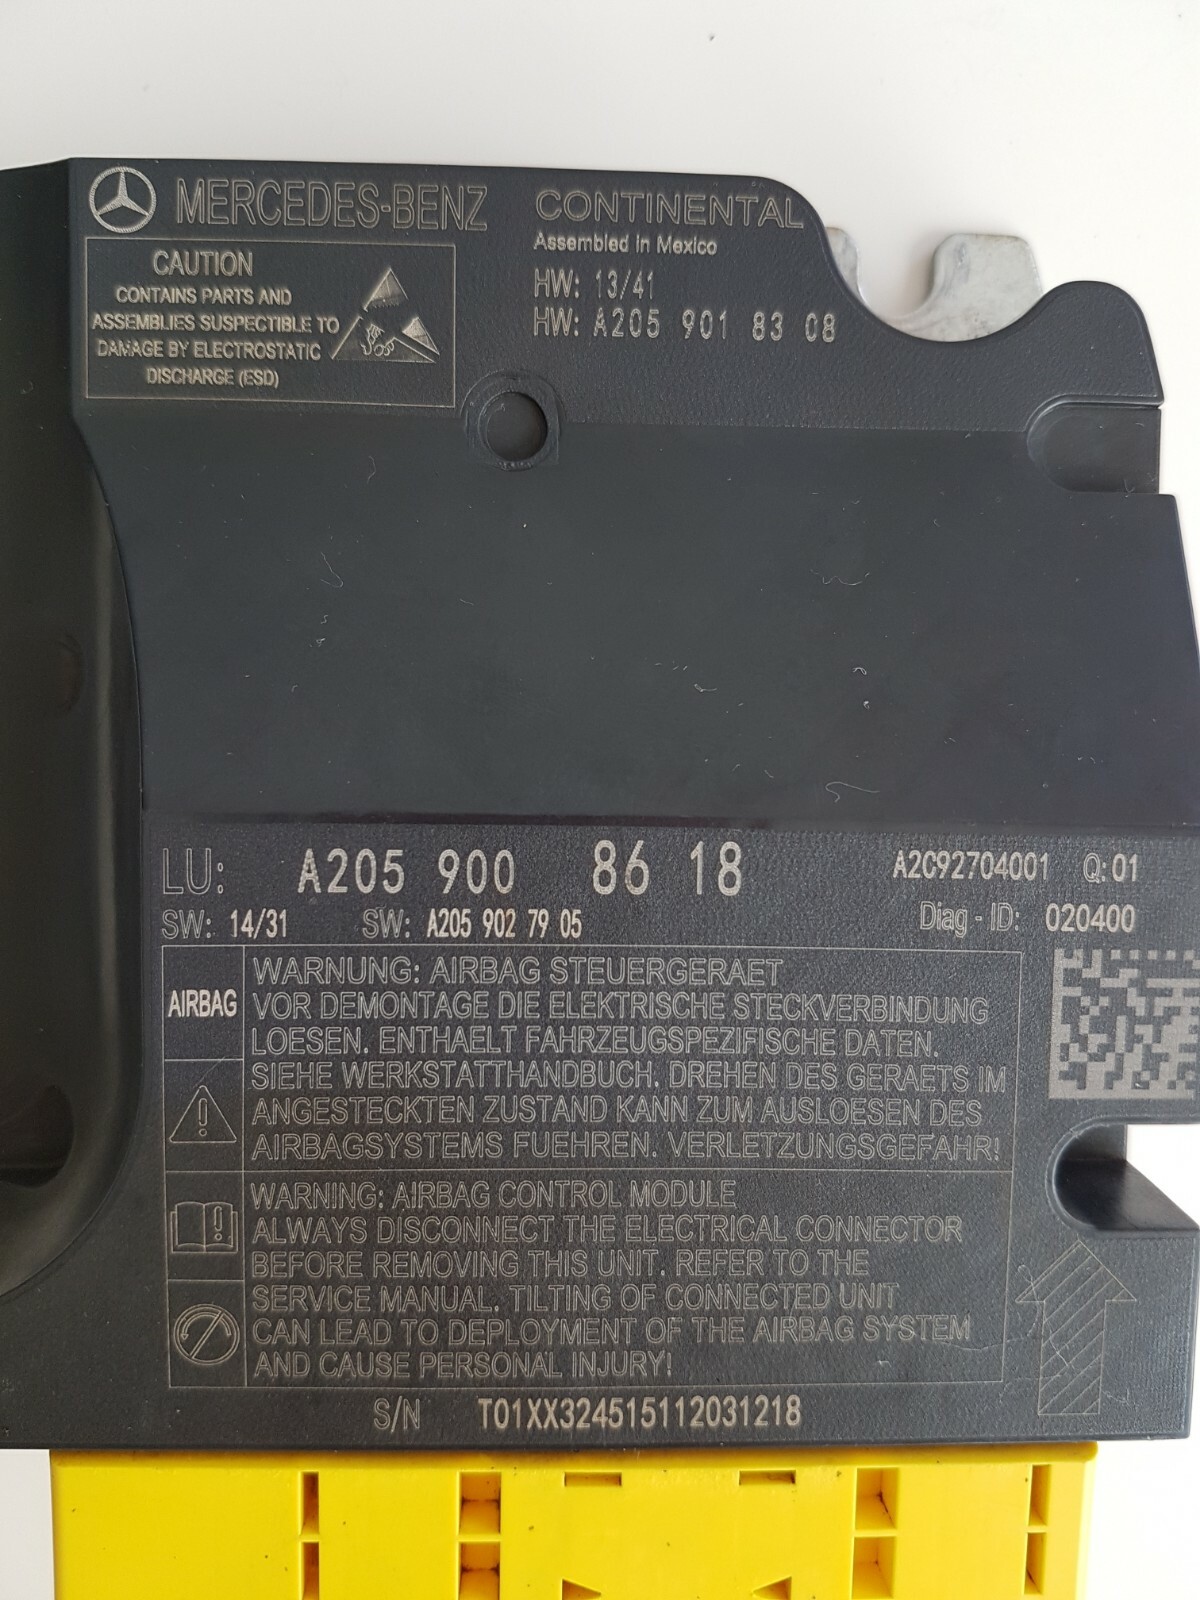 MERCEDES-BENZ
CAUTION
CONTAINS PARTS AND
ASSEMBLIES SUSPECTIBLE TO
DAMAGE BY ELECTROSTATIC
DISCHARGE (ESD)
CONTINENTAL
Assembled in Mexico
HW: 13/41
HW: A205 901 83 08
LU: A205 900 86 18 A2C92704001 Q:01
SW: 14/31 SW: A205 902 79 05 Diag - ID: 020400
AIRBAG
WARNUNG: AIRBAG STEUERGERAET
VOR DEMONTAGE DIE ELEKTRISCHE STECKVERBINDUNG
LOESEN. ENTHAELT FAHRZEUGSPEZIFISCHE DATEN.
SIEHE WERKSTATTHANDBUCH. DREHEN DES GERAETS IM
ANGESTECKTEN ZUSTAND KANN ZUM AUSLOESEN DES
AIRBAGSYSTEMS FUEHREN. VERLETZUNGSGEFAHR!
WARNING: AIRBAG CONTROL MODULE
ALWAYS DISCONNECT THE ELECTRICAL CONNECTOR
BEFORE REMOVING THIS UNIT. REFER TO THE
SERVICE MANUAL. TILTING OF CONNECTED UNIT
CAN LEAD TO DEPLOYMENT OF THE AIRBAG SYSTEM
AND CAUSE PERSONAL INJURY!
S/N T01XX324515112031218